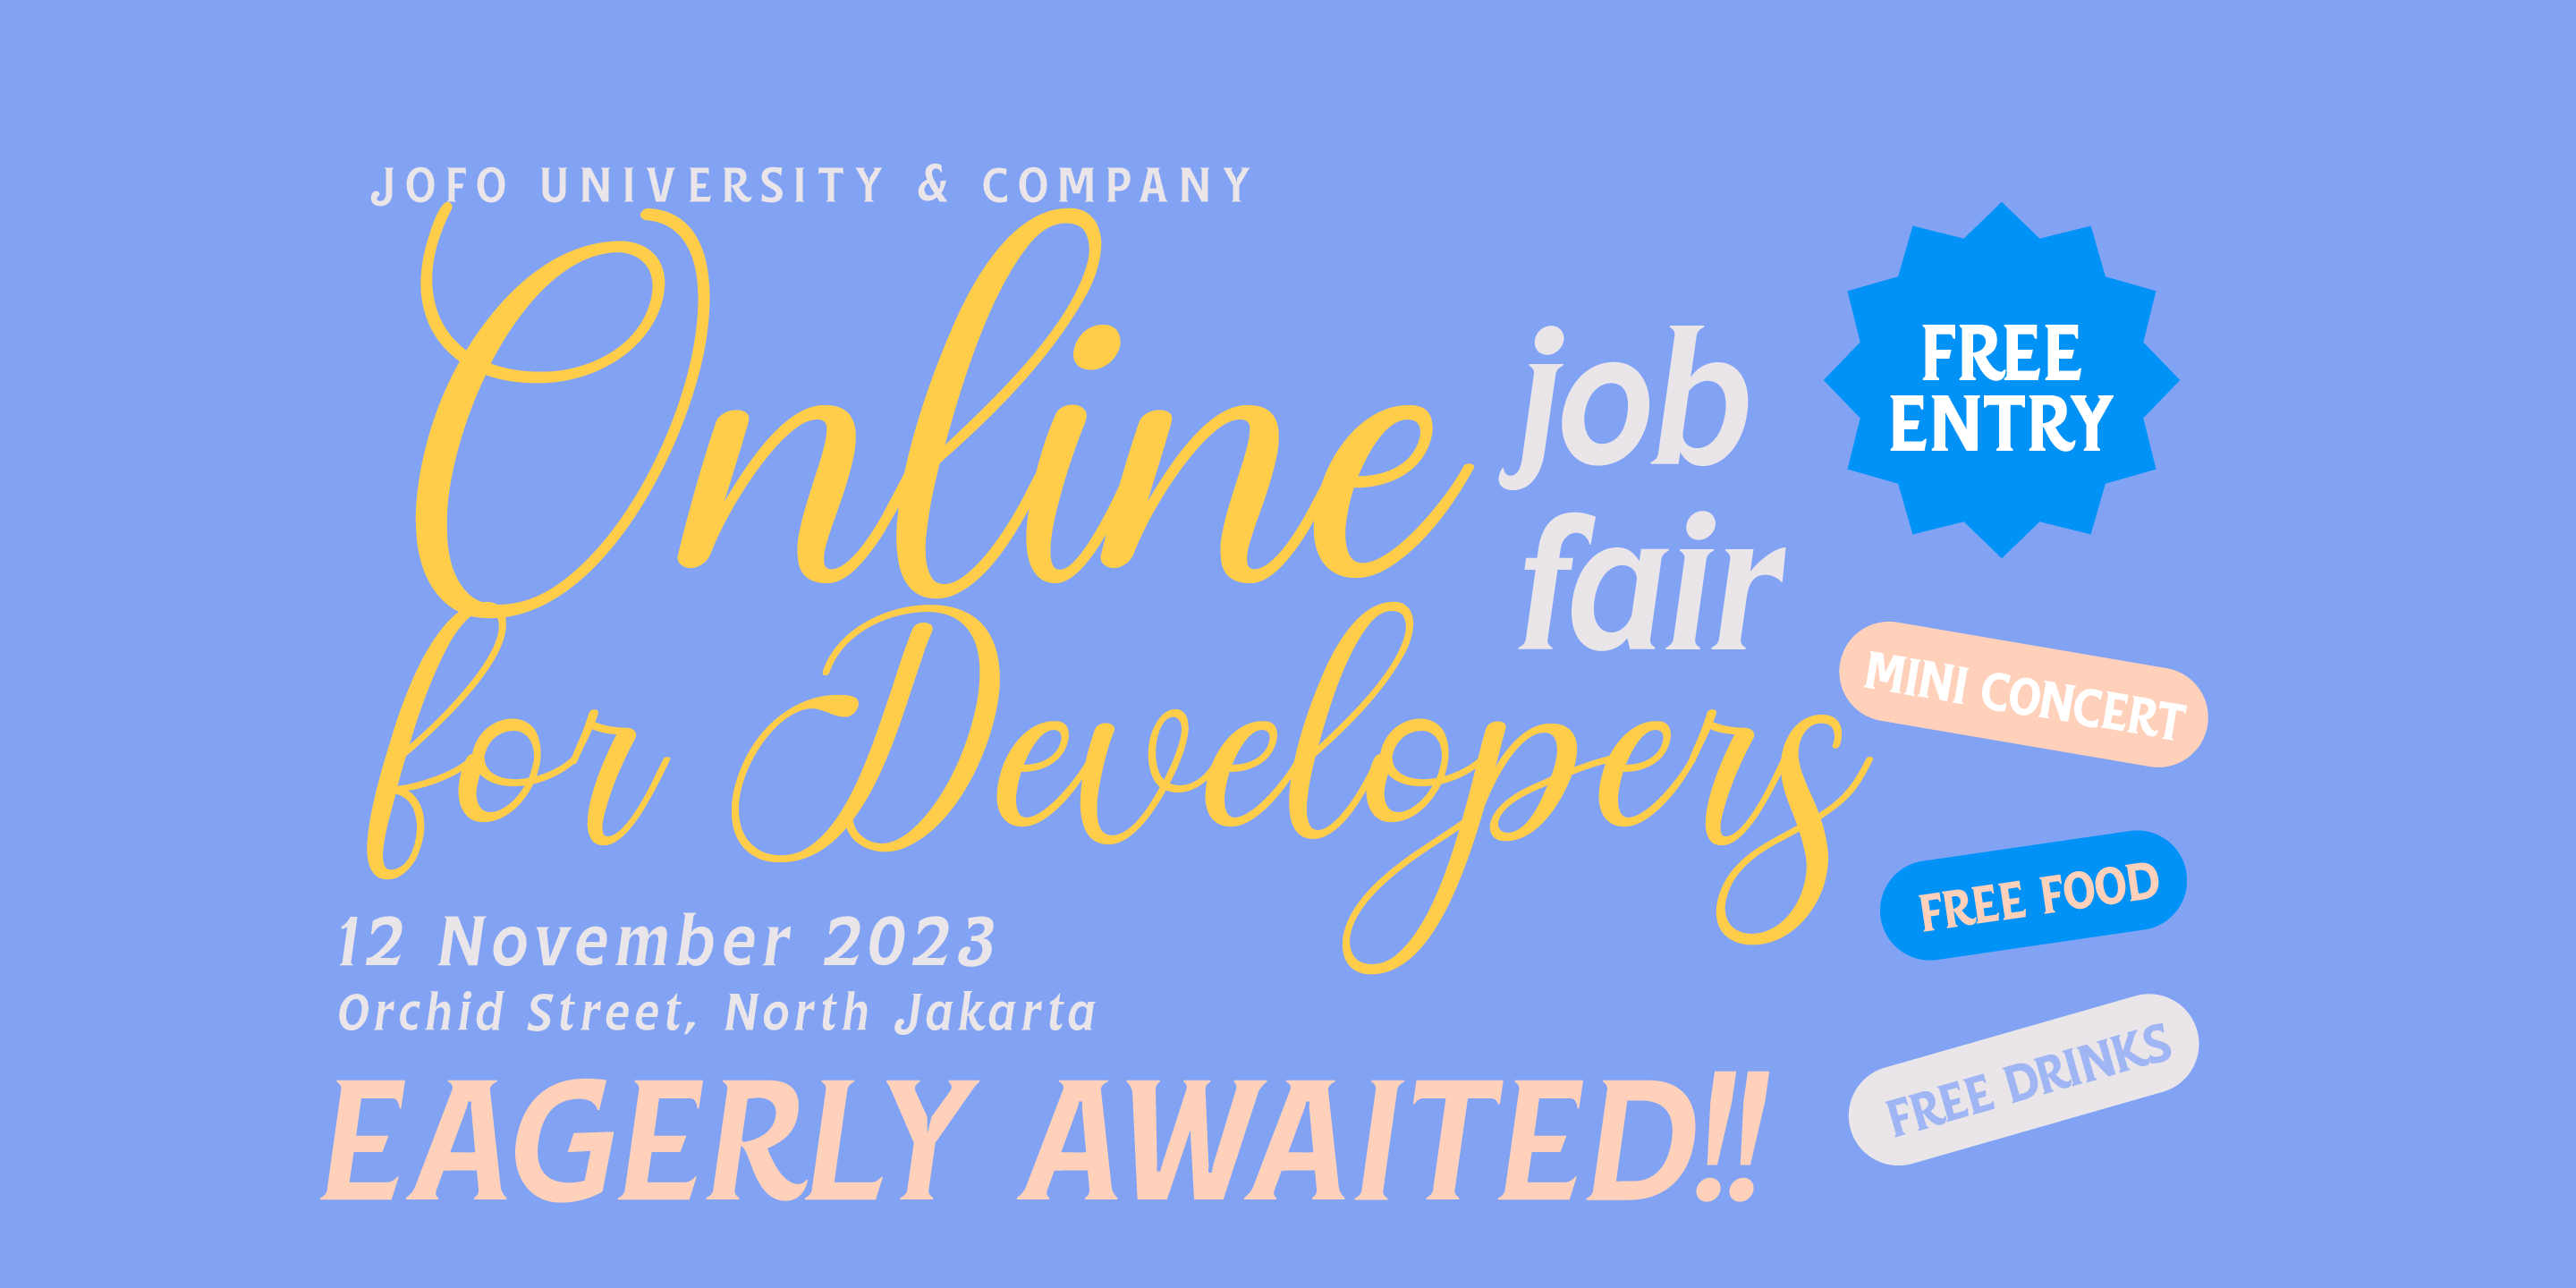 JOFO UNIVERSITY & COMPANY
Online
job
fair
for Developers
12 November 2023
Orchid Street, North Jakarta
EAGERLY AWAITED!!
FREE
ENTRY
MINI CONCERT
FREE FOOD
FREE DRINKS